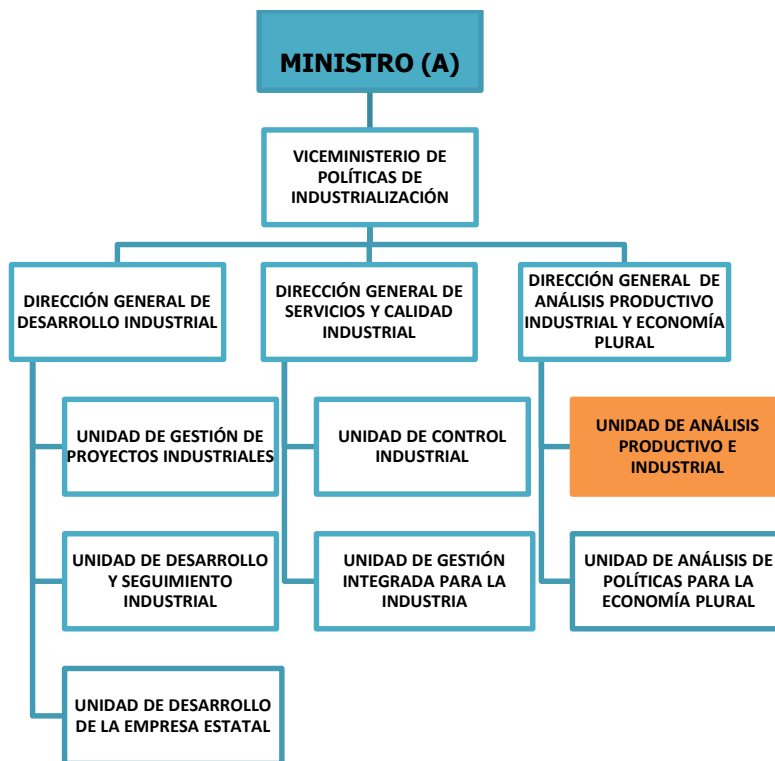 MINISTRO (A)
VICEMINISTERIO DE
POLÍTICAS DE
INDUSTRIALIZACIÓN
DIRECCIÓN GENERAL DE
DESARROLLO INDUSTRIAL
DIRECCIÓN GENERAL DE
SERVICIOS Y CALIDAD
INDUSTRIAL
DIRECCIÓN GENERAL DE
ANÁLISIS PRODUCTIVO
INDUSTRIAL Y ECONOMÍA
PLURAL
UNIDAD DE GESTIÓN DE
PROYECTOS INDUSTRIALES
UNIDAD DE CONTROL
INDUSTRIAL
UNIDAD DE ANÁLISIS
PRODUCTIVO E
INDUSTRIAL
UNIDAD DE DESARROLLO
Y SEGUIMIENTO
INDUSTRIAL
UNIDAD DE GESTIÓN
INTEGRADA PARA LA
INDUSTRIA
UNIDAD DE ANÁLISIS DE
POLÍTICAS PARA LA
ECONOMÍA PLURAL
UNIDAD DE DESARROLLO
DE LA EMPRESA ESTATAL